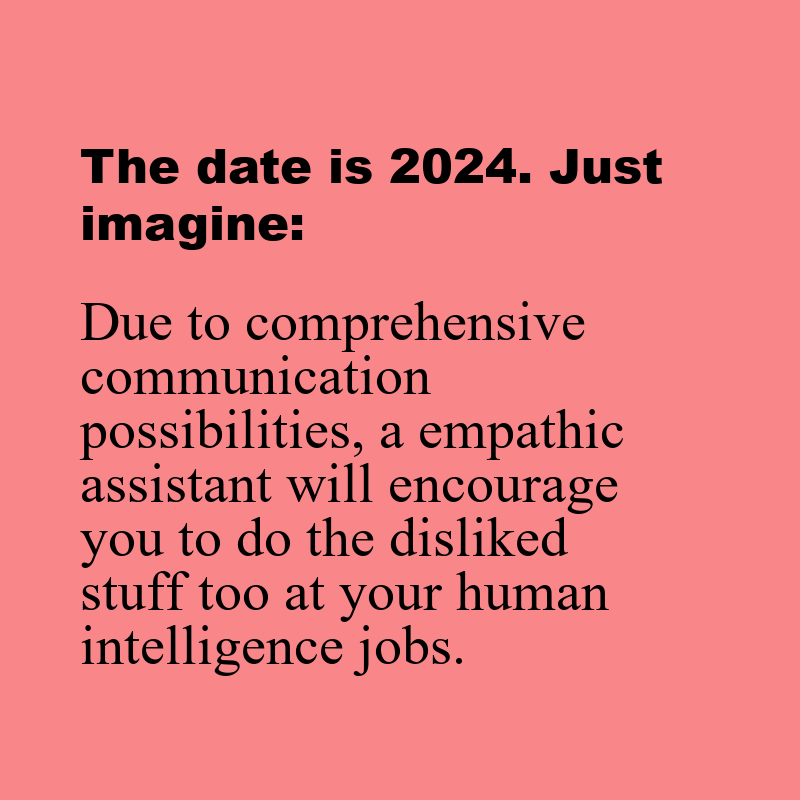 The date is 2024. Just
imagine:
Due to comprehensive
communication
possibilities, a empathic
assistant will encourage
you to do the disliked
stuff too at your human
intelligence jobs.